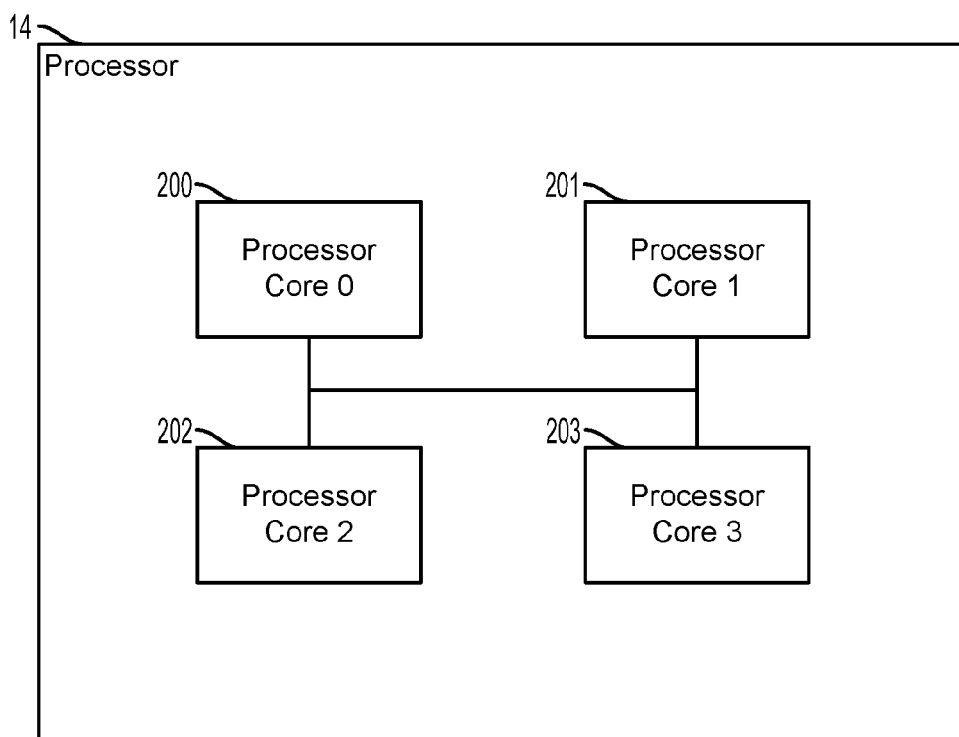 14
Processor
200
Processor
Core 0
201
Processor
Core 1
202
Processor
Core 2
203
Processor
Core 3